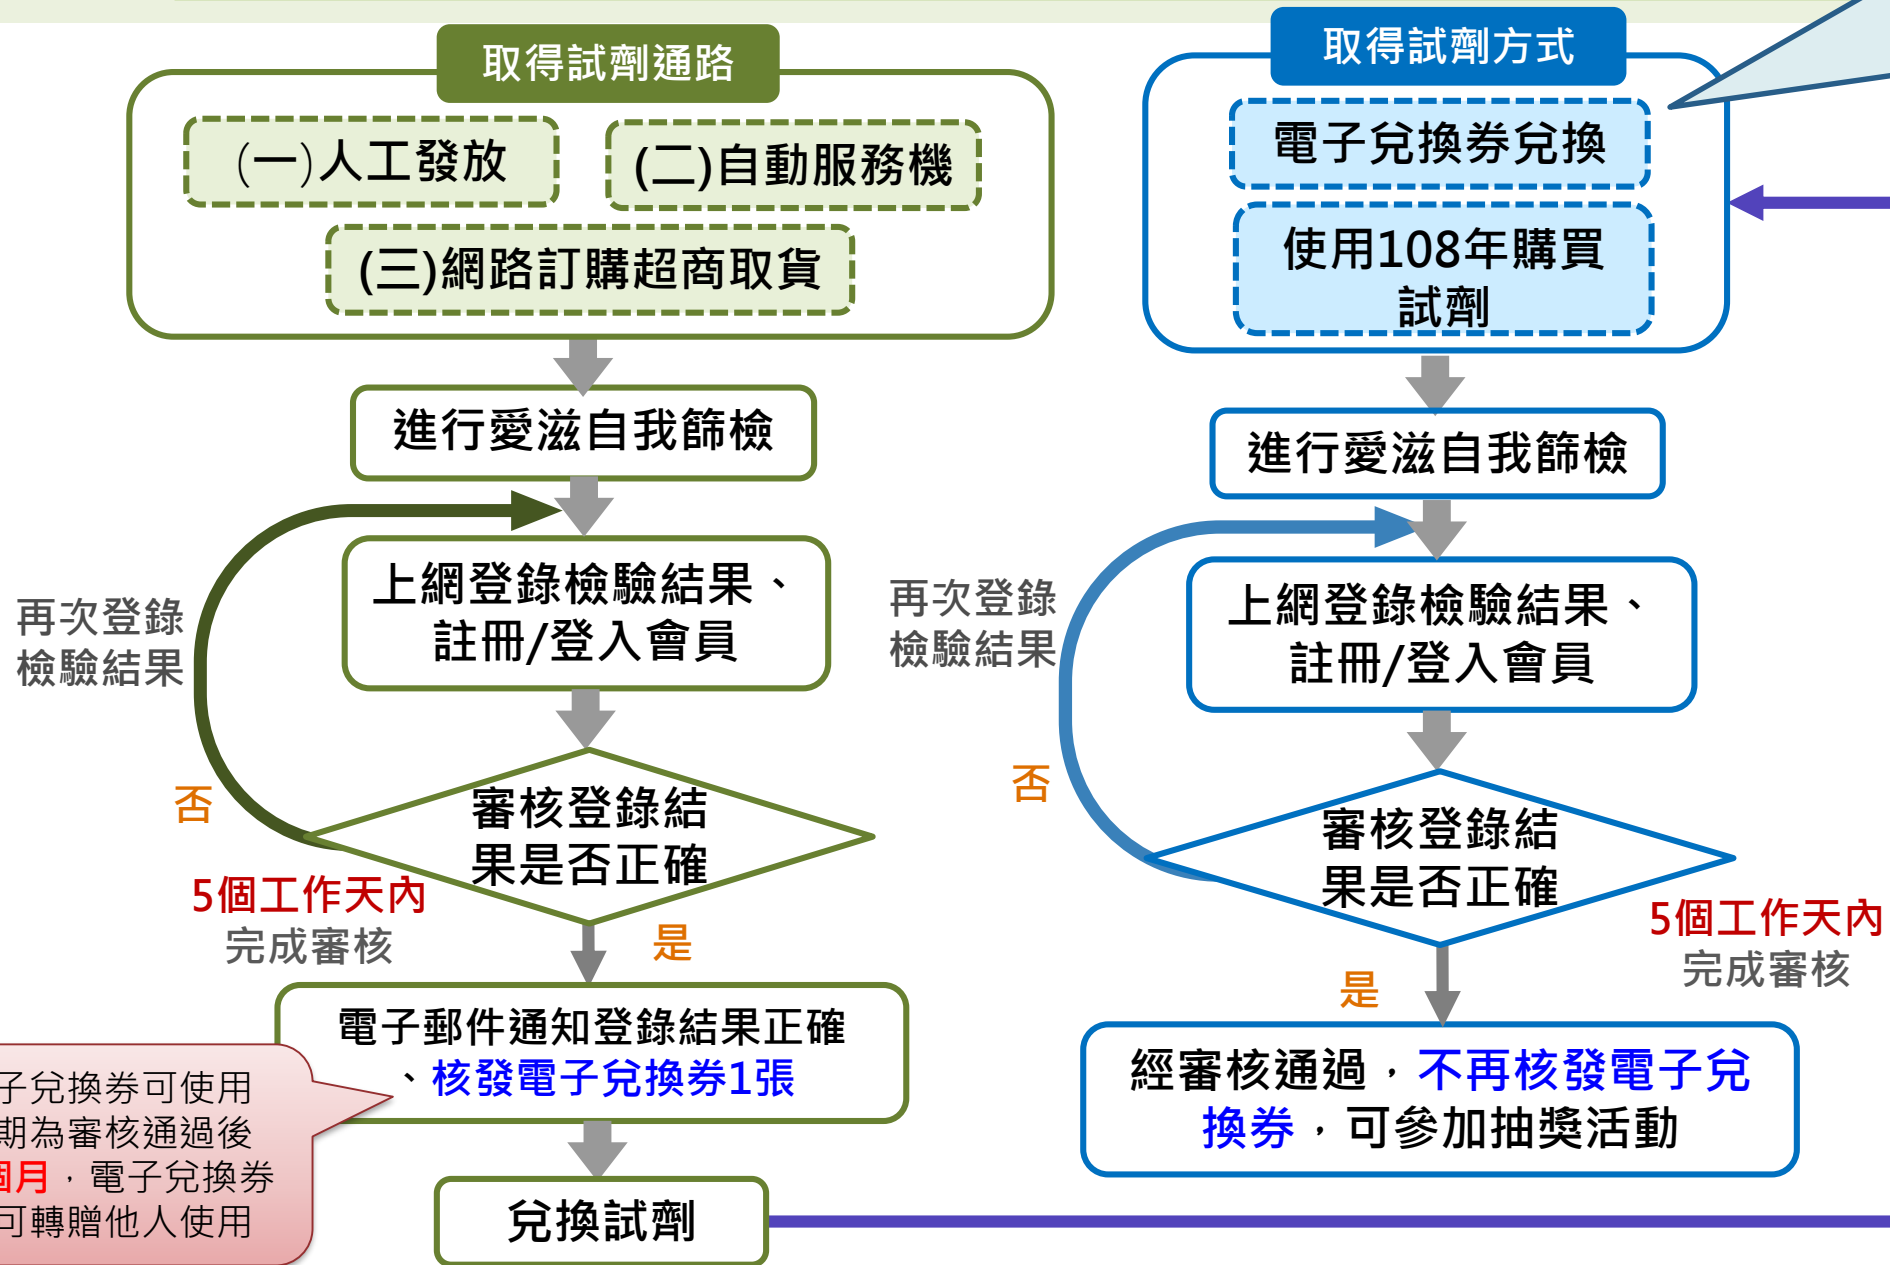 取得試劑通路
(一)人工發放
(二)自動服務機
(三)網路訂購超商取貨
進行愛滋自我篩檢
上網登錄檢驗結果、
註冊/登入會員
再次登錄
檢驗結果
否
審核登錄結
果是否正確
5個工作天內
完成審核
是
電子郵件通知登錄結果正確
、核發電子兌換券1張
子兌換券可使用
期為審核通過後
個月，電子兌換券
可轉贈他人使用
兌換試劑
取得試劑方式
電子兌換券兌換
使用108年購買
試劑
進行愛滋自我篩檢
上網登錄檢驗結果、
註冊/登入會員
再次登錄
檢驗結果
否
審核登錄結
果是否正確
5個工作天內
完成審核
是
經審核通過，不再核發電子兌
換券，可參加抽獎活動